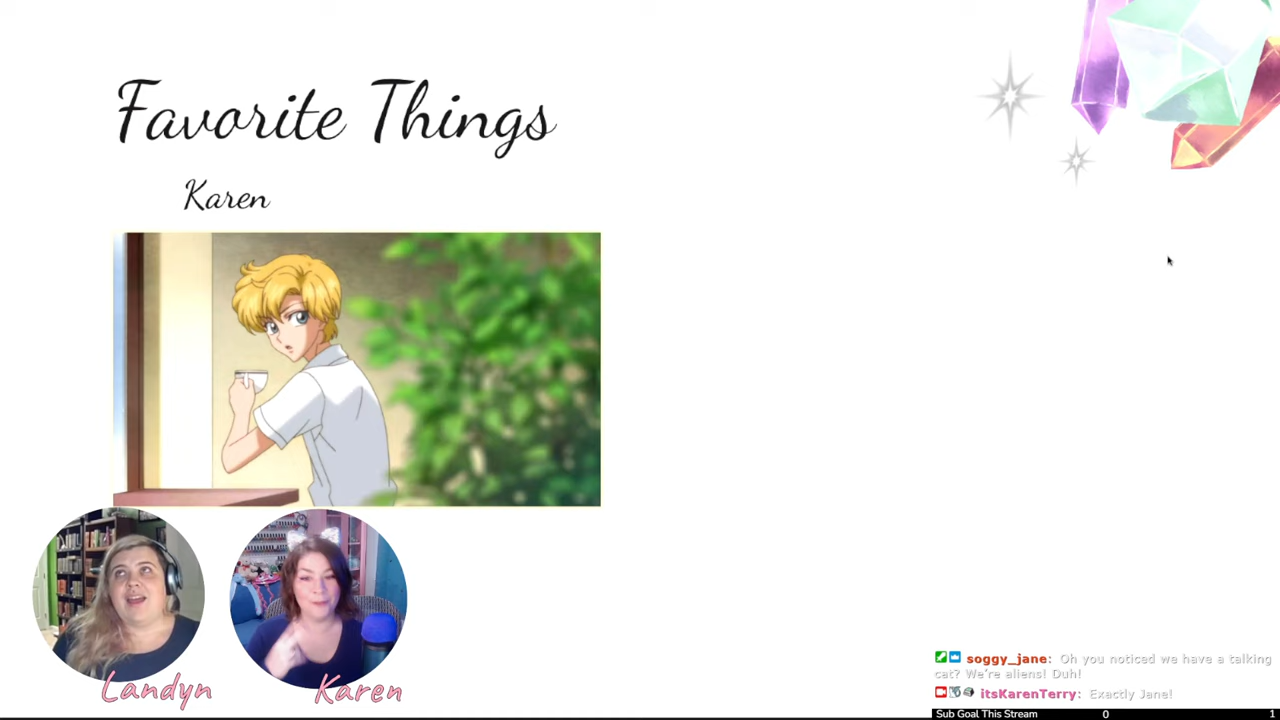 Favorite Things
Karen
Landyn
Karen
soggy_jane: Oh you noticed we have a talking
cat? We're aliens! Duh!
itsKarenTerry: Exactly Jane!
Sub Goal This Stream 0 1